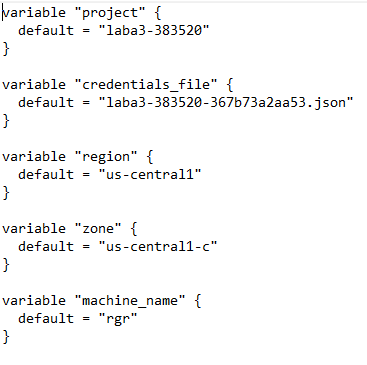 variable "project" {
  default = "laba3-383520"
}

variable "credentials_file" {
  default = "laba3-383520-367b73a2aa53.json"
}

variable "region" {
  default = "us-central1"
}

variable "zone" {
  default = "us-central1-c"
}

variable "machine_name" {
  default = "rgr"
}